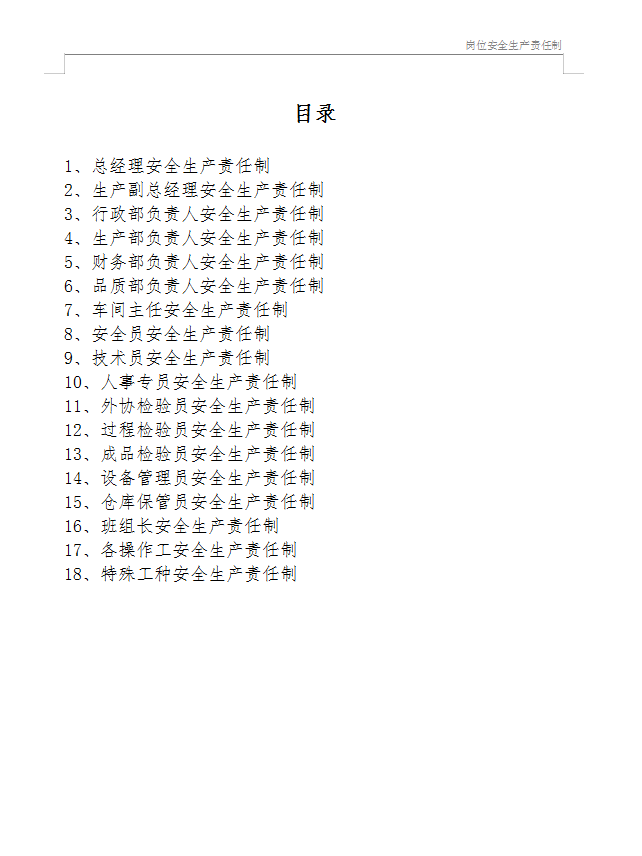 岗位安全生产责任制
目录
1、总经理安全生产责任制
2、生产副总经理安全生产责任制
3、行政部负责人安全生产责任制
4、生产部负责人安全生产责任制
5、财务部负责人安全生产责任制
6、品质部负责人安全生产责任制
7、车间主任安全生产责任制
8、安全员安全生产责任制
9、技术员安全生产责任制
10、人事专员安全生产责任制
11、外协检验员安全生产责任制
12、过程检验员安全生产责任制
13、成品检验员安全生产责任制
14、设备管理员安全生产责任制
15、仓库保管员安全生产责任制
16、班组长安全生产责任制
17、各操作工安全生产责任制
18、特殊工种安全生产责任制